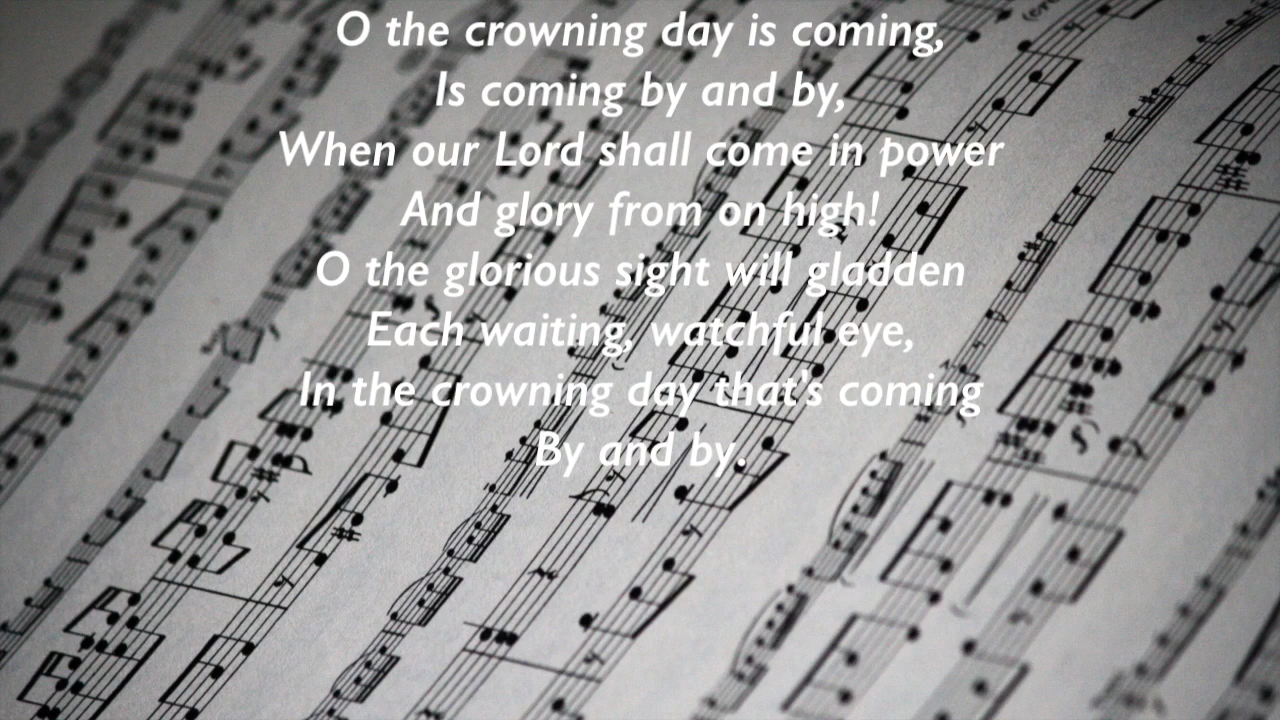 O the crowning day is coming,
Is coming by and by,
When our Lord shall come in power
And glory from on high!
O the glorious sight will gladden
Each waiting, watchful eye,
In the crowning day that's coming
By and by.